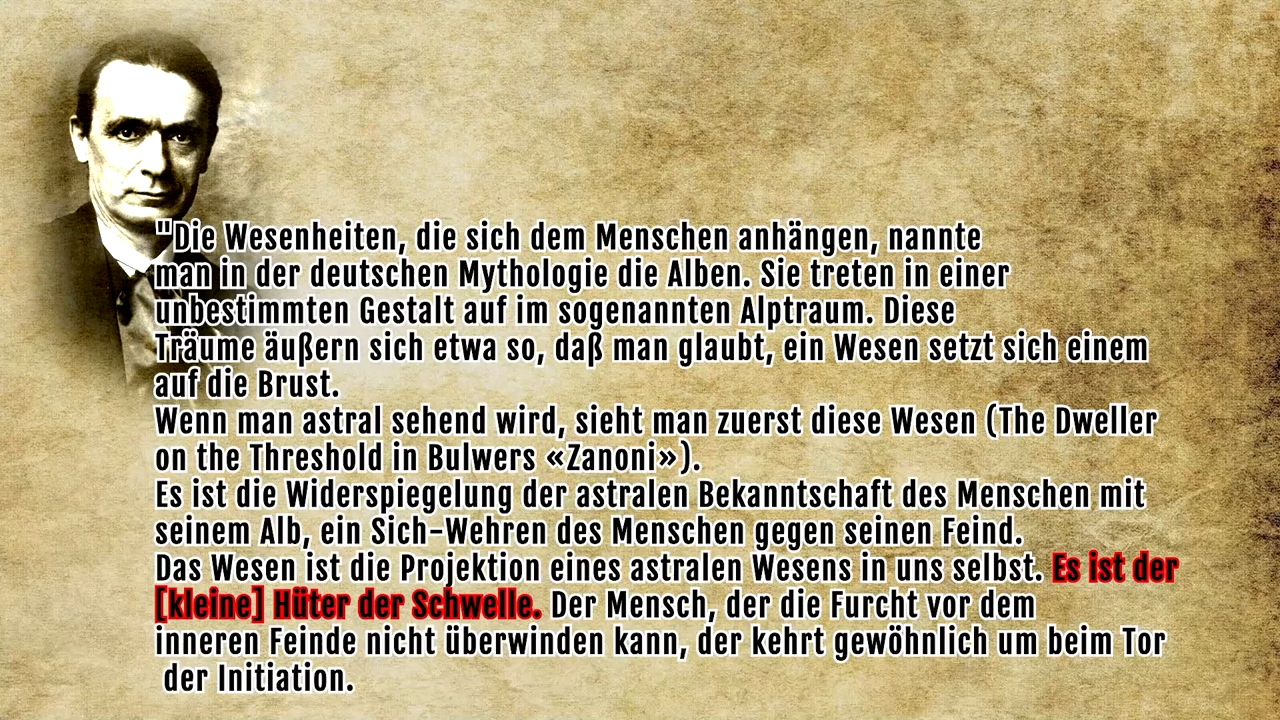 "Die Wesenheiten, die sich dem Menschen anhängen, nannte
man in der deutschen Mythologie die Alben. Sie treten in einer
unbestimmten Gestalt auf im sogenannten Alptraum. Diese
Träume äußern sich etwa so, daß man glaubt, ein Wesen setzt sich einem
auf die Brust.
Wenn man astral sehend wird, sieht man zuerst diese Wesen (The Dweller
on the Threshold in Bulwers «Zanoni»).
Es ist die Widerspiegelung der astralen Bekanntschaft des Menschen mit
seinem Alb, ein Sich-Wehren des Menschen gegen seinen Feind.
Das Wesen ist die Projektion eines astralen Wesens in uns selbst. Es ist der
[kleine] Hüter der Schwelle. Der Mensch, der die Furcht vor dem
inneren Feinde nicht überwinden kann, der kehrt gewöhnlich um beim Tor
der Initiation.